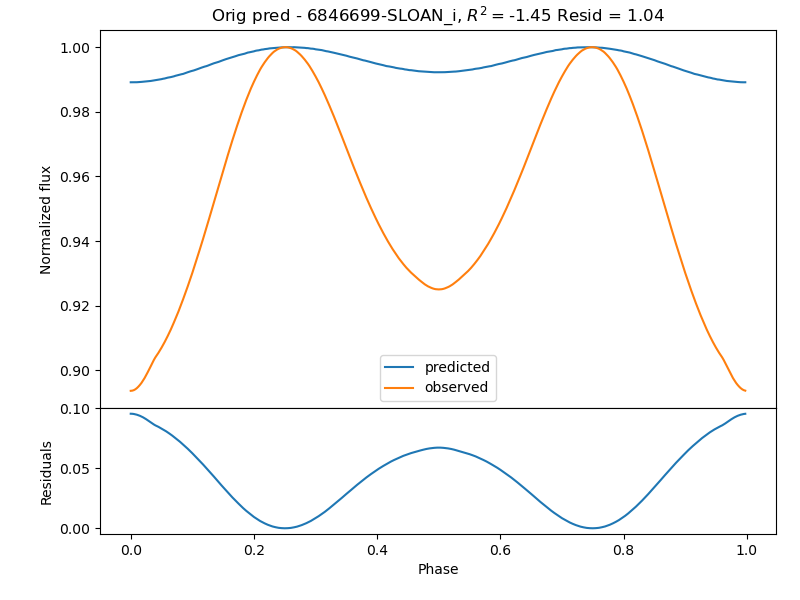 Orig pred - 6846699-SLOAN_i, $R^2 = $-1.45 Resid = 1.04
1.00
0.98
0.96
0.94
0.92
0.90
Normalized flux
predicted
observed
0.10
0.05
0.00
Residuals
0.0 0.2 0.4 0.6 0.8 1.0
Phase